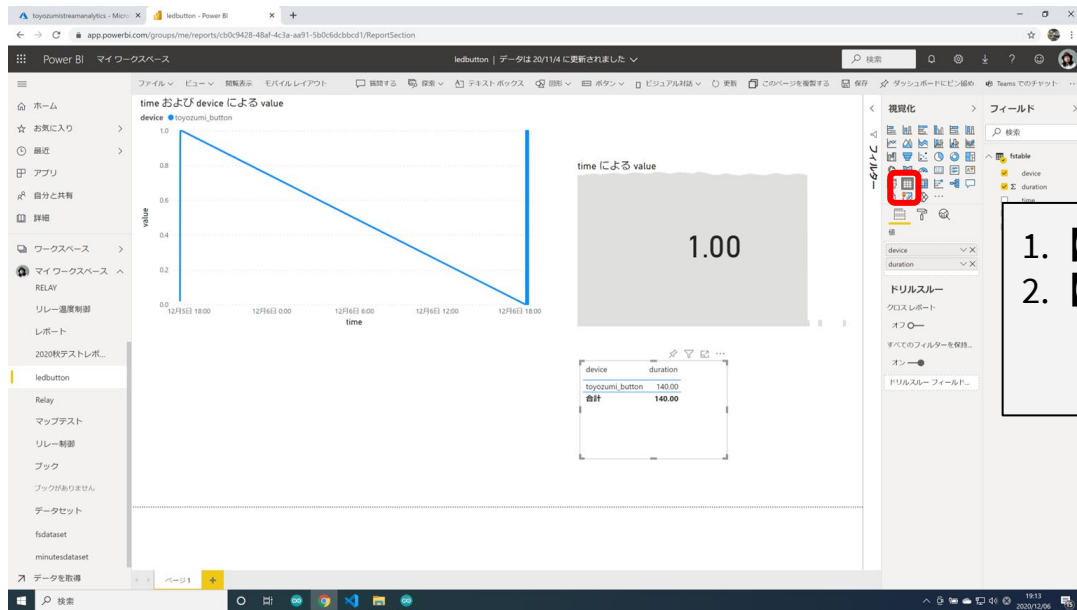 toyozumistreamanalytics - Micro
ledbutton - Power BI
app.powerbi.com/groups/me/reports/cb0c9428-48af-4c3a-aa91-5b0c6dcbbcd1/ReportSection
Power BI マイ ワークスペース
ledbutton | データは 20/11/4 に更新されました
検索
ファイル ビュー 閲覧表示 モバイル レイアウト 質問する 探索 テキスト ボックス 図形 ボタン ビジュアル対話 更新 このページを複製する 保存 ダッシュボードにピン留め Teams でのチャット ...
ホーム
お気に入り
最近
アプリ
自分と共有
詳細
ワークスペース
マイ ワークスペース
RELAY
リレー温度制御
レポート
2020秋テストレポ...
ledbutton
Relay
マップテスト
リレー制御
ブック
ブックがありません
データセット
fsdataset
minutesdataset
データを取得
time および device による value
device toyozumi_button
1.0
0.8
0.6
0.4
0.2
0.0
value
12月5日 18:00 12月6日 0:00 12月6日 6:00 12月6日 12:00 12月6日 18:00
time
time による value
1.00
device duration
toyozumi_button 140.00
合計 140.00
ページ 1
フィルター
視覚化
値
device
duration
ドリルスルー
クロス レポート
オフ
すべてのフィルターを保持...
オン
ドリルスルー フィールド...
フィールド
検索
fstable
device
Σ duration
time
1.
2.
検索
19:13
2020/12/06